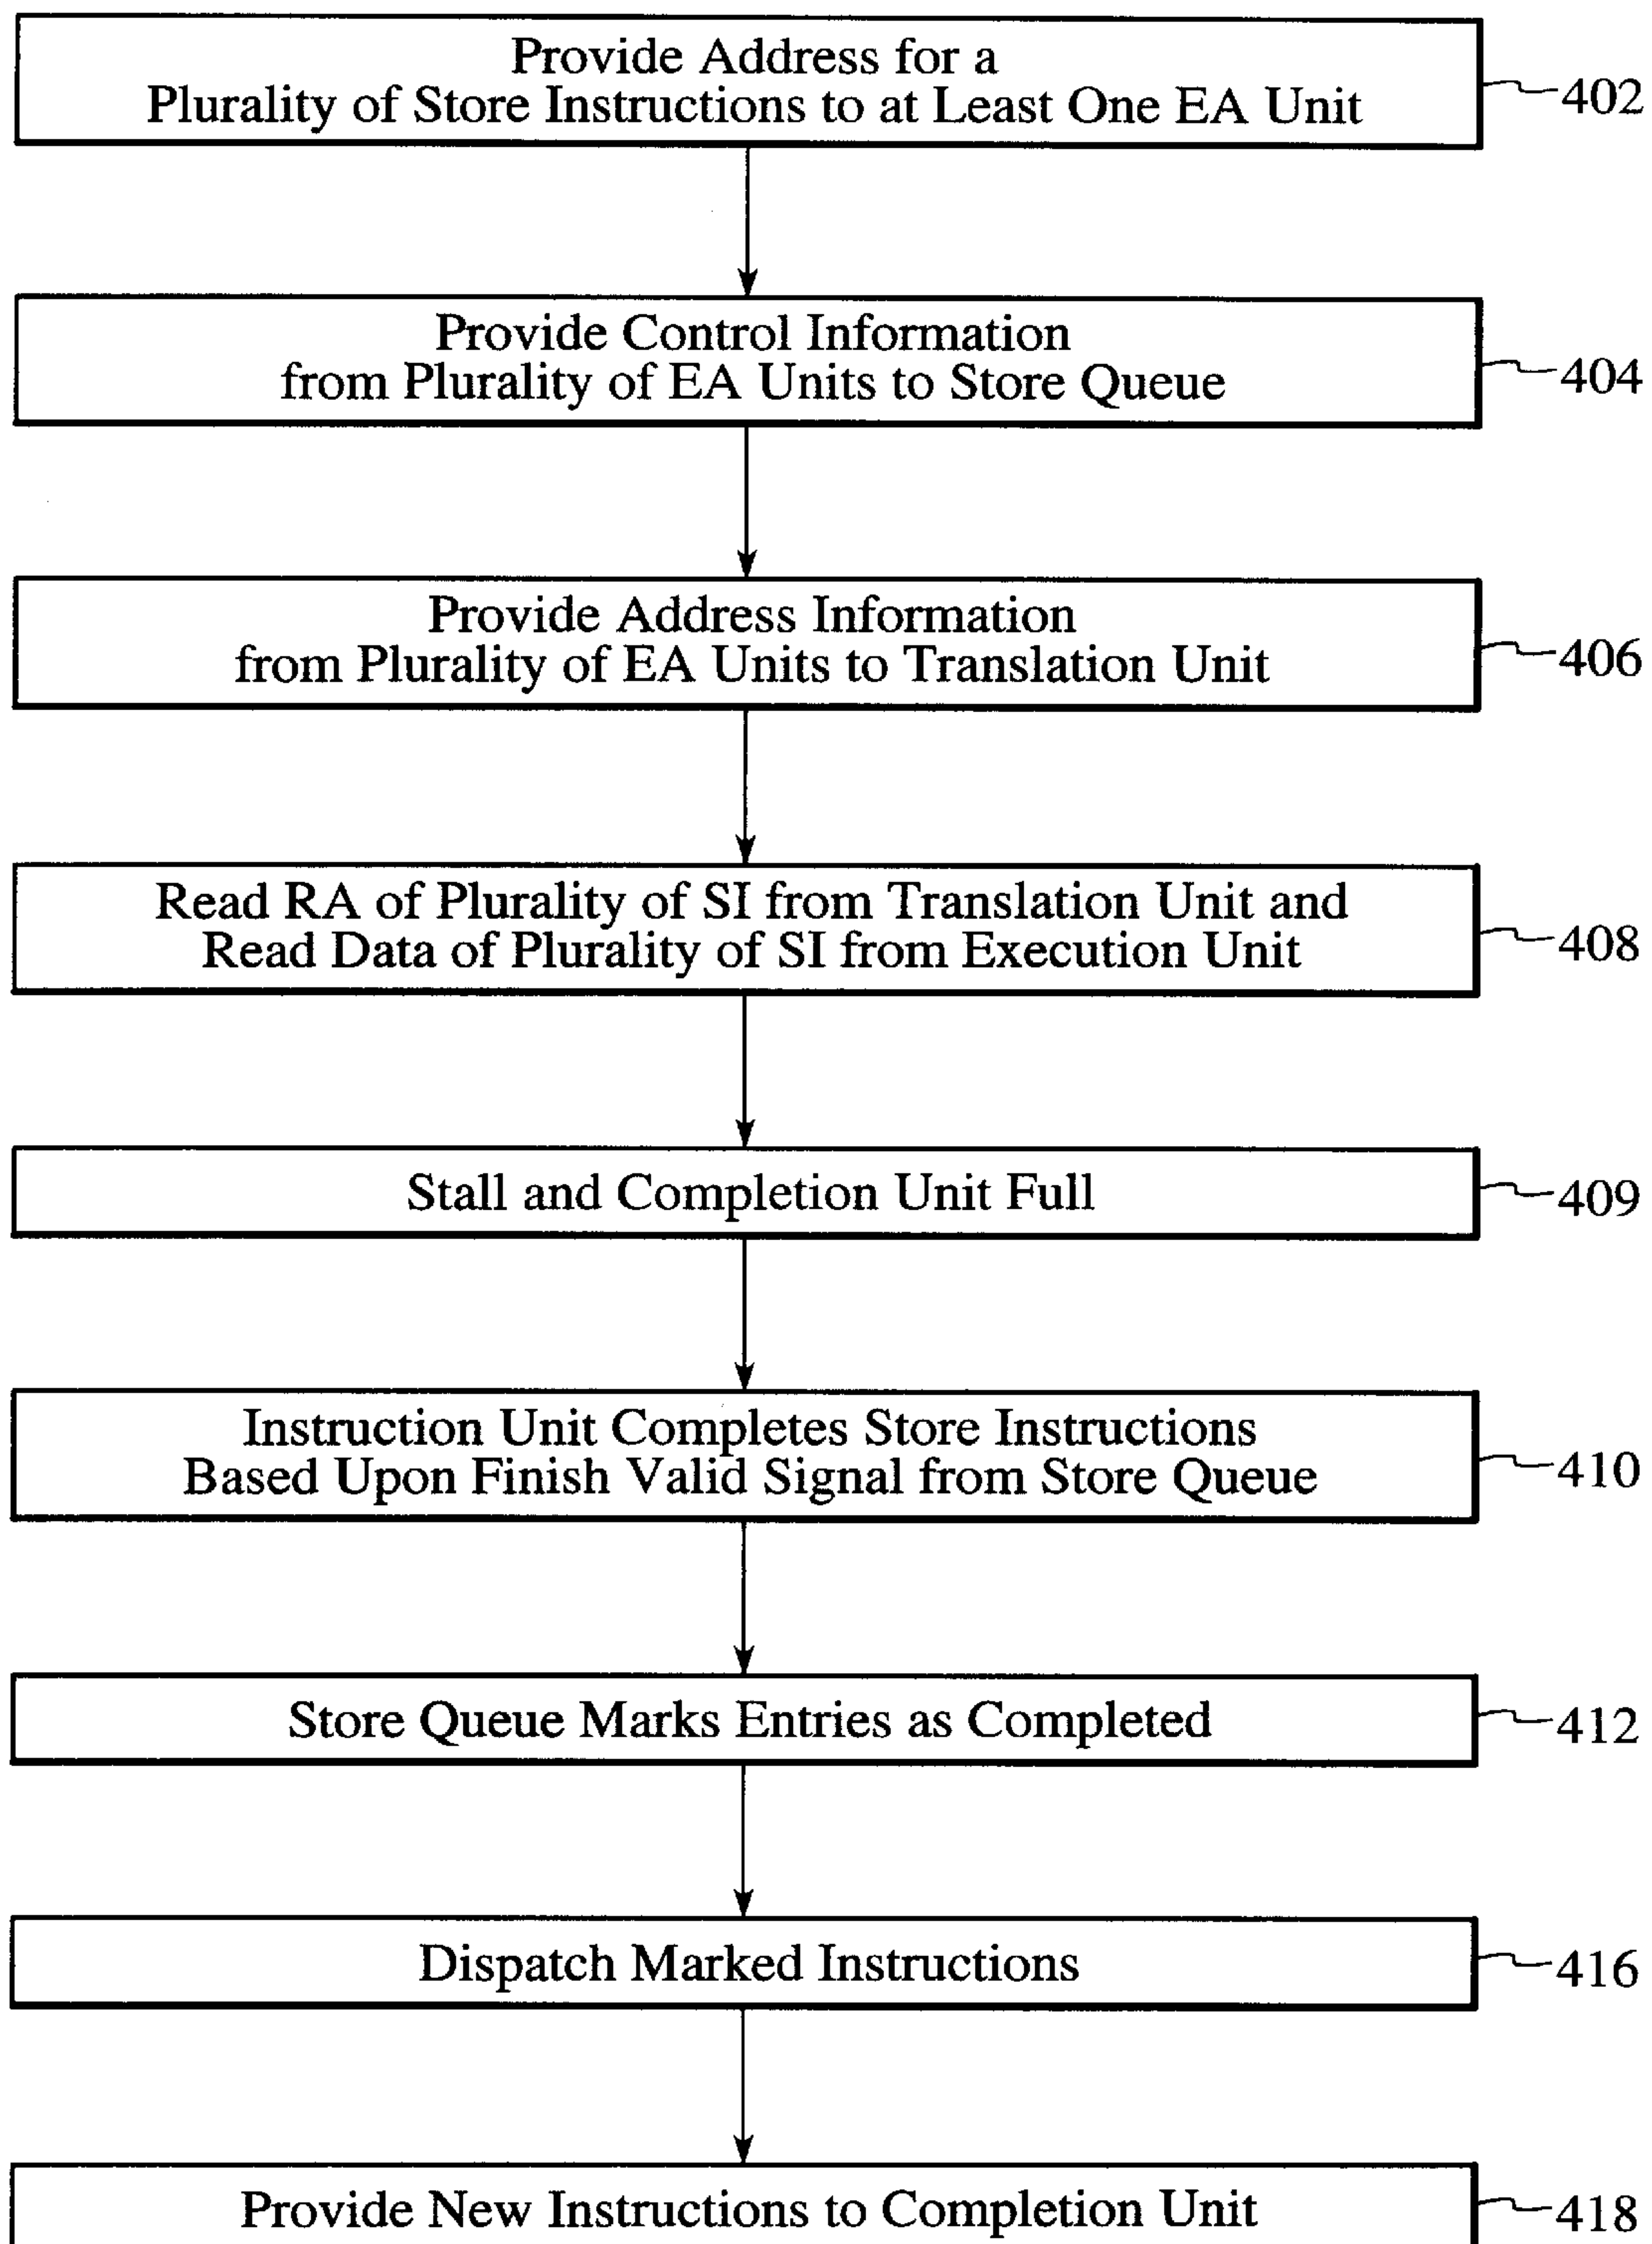 Provide Address for a
Plurality of Store Instructions to at Least One EA Unit
402
Provide Control Information
from Plurality of EA Units to Store Queue
404
Provide Address Information
from Plurality of EA Units to Translation Unit
406
Read RA of Plurality of SI from Translation Unit and
Read Data of Plurality of SI from Execution Unit
408
Stall and Completion Unit Full
409
Instruction Unit Completes Store Instructions
Based Upon Finish Valid Signal from Store Queue
410
Store Queue Marks Entries as Completed
412
Dispatch Marked Instructions
416
Provide New Instructions to Completion Unit
418